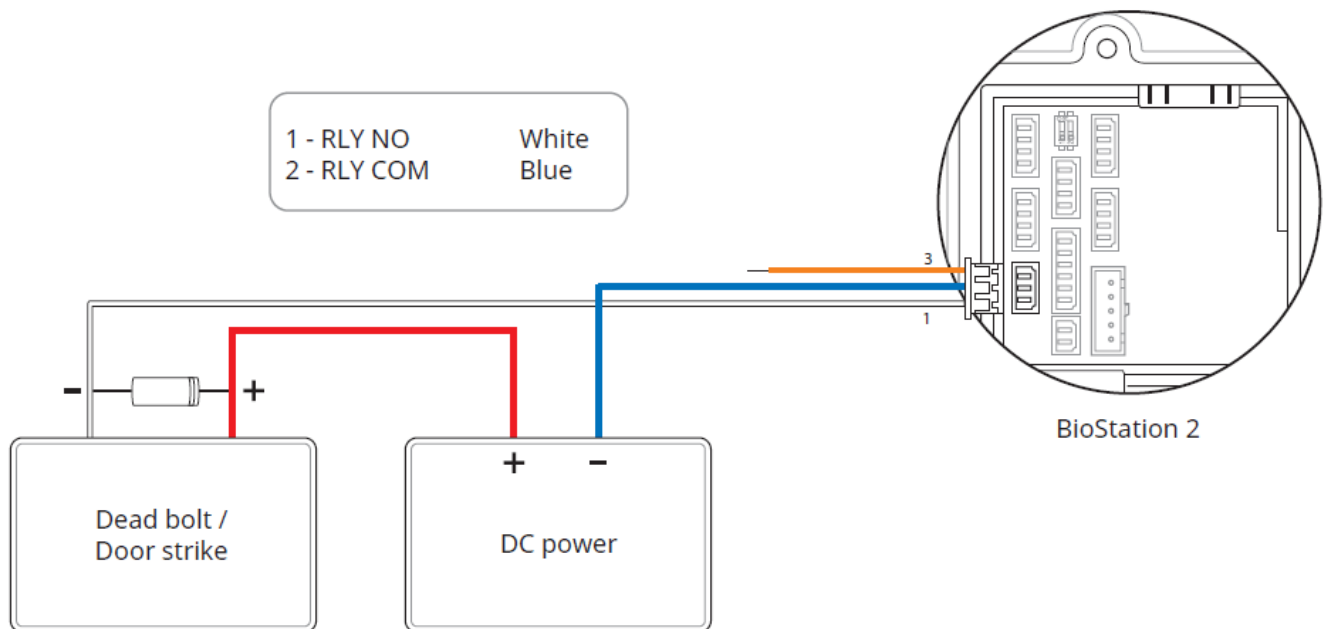 1 - RLY NO White
2 - RLY COM Blue
3
1
- +
+ -
Dead bolt /
Door strike
DC power
BioStation 2